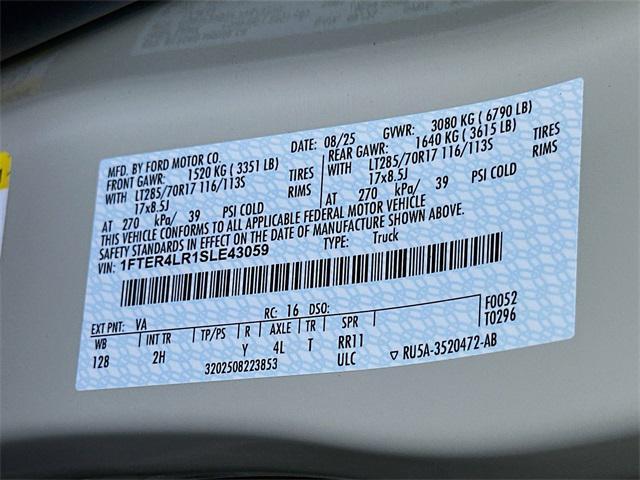 MFD. BY FORD MOTOR CO. DATE: 08/25 GVWR: 3080 KG (6790 LB)
FRONT GAWR: 1520 KG (3351 LB) REAR GAWR: 1640 KG (3615 LB)
WITH LT285/70R17 116/113S TIRES WITH LT285/70R17 116/113S TIRES
17x8.5J RIMS 17x8.5J RIMS
AT 270 kPa/ 39 PSI COLD AT 270 kPa/ 39 PSI COLD
THIS VEHICLE CONFORMS TO ALL APPLICABLE FEDERAL MOTOR VEHICLE
SAFETY STANDARDS IN EFFECT ON THE DATE OF MANUFACTURE SHOWN ABOVE.
VIN: 1FTER4LR1SLE43059 TYPE: Truck
EXT PNT: VA RC: 16 DSO: F0052
WB INT TR TP/PS R AXLE TR SPR T0296
128 2H Y 4L T RR11
ULC
3202508223853 RU5A-3520472-AB